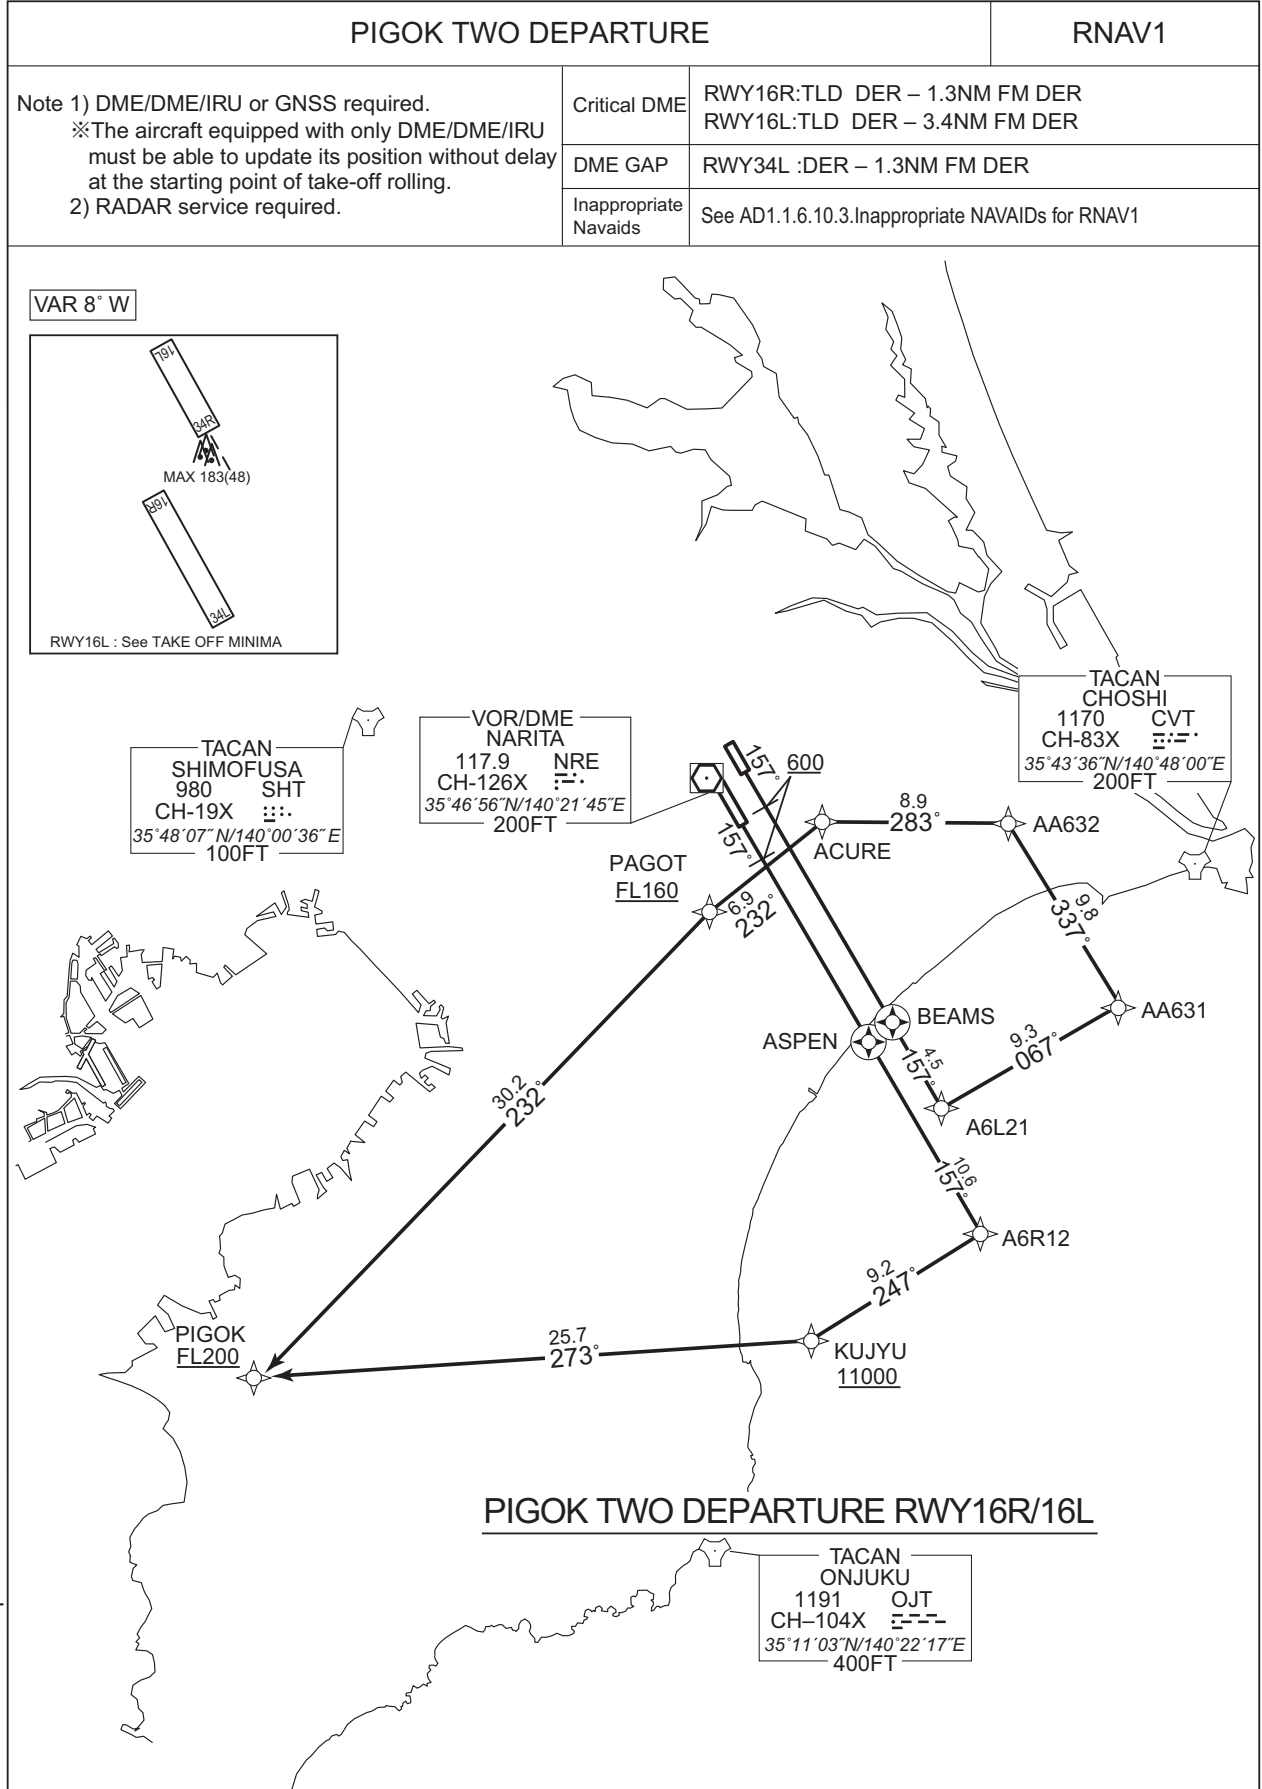 PIGOK TWO DEPARTURE
RNAV1
Note 1) DME/DME/IRU or GNSS required.
※The aircraft equipped with only DME/DME/IRU
must be able to update its position without delay
at the starting point of take-off rolling.
2) RADAR service required.
Critical DME
RWY16R:TLD DER – 1.3NM FM DER
RWY16L:TLD DER – 3.4NM FM DER
DME GAP
RWY34L :DER – 1.3NM FM DER
Inappropriate
Navaids
See AD1.1.6.10.3.Inappropriate NAVAIDs for RNAV1
VAR 8˚ W
16L
34R
MAX 183(48)
16R
34L
RWY16L : See TAKE OFF MINIMA
TACAN
SHIMOFUSA
980 SHT
CH-19X
35˚48´07˝N/140˚00´36˝E
100FT
VOR/DME
NARITA
117.9 NRE
CH-126X
35˚46´56˝N/140˚21´45˝E
200FT
TACAN
CHOSHI
1170 CVT
CH-83X
35˚43´36˝N/140˚48´00˝E
200FT
157˚
600
157˚
8.9
283˚
AA632
ACURE
PAGOT
FL160
6.9
232˚
9.8
337˚
AA631
BEAMS
ASPEN
4.5
157˚
9.3
067˚
A6L21
30.2
232˚
10.6
157˚
A6R12
9.2
247˚
PIGOK
FL200
25.7
273˚
KUJYU
11000
PIGOK TWO DEPARTURE RWY16R/16L
TACAN
ONJUKU
1191 OJT
CH–104X
35˚11´03˝N/140˚22´17˝E
400FT